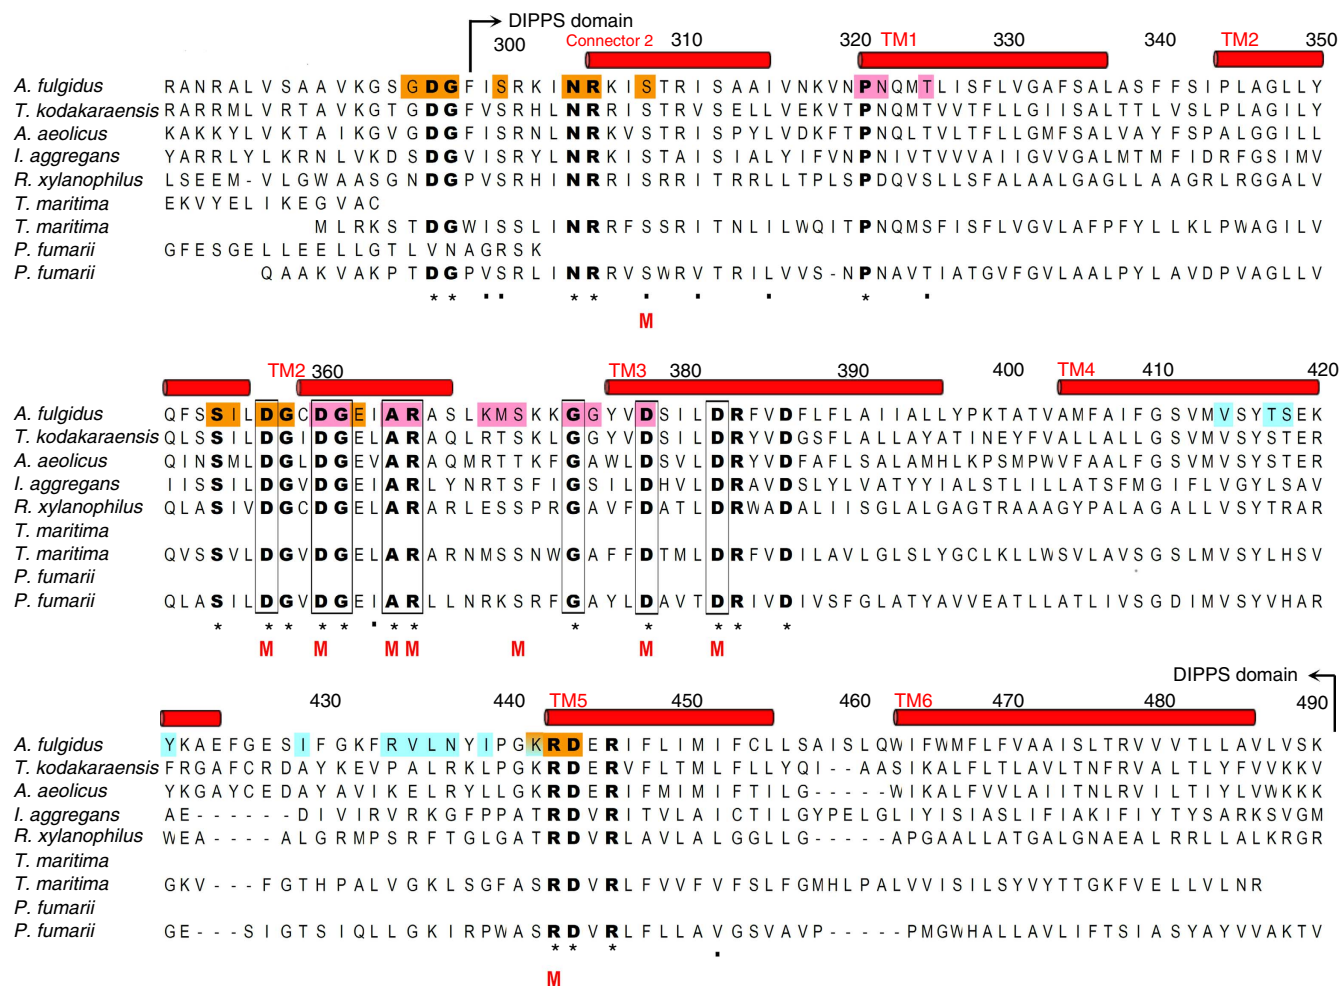 DIPPS domain
300 Connector 2 310 320 TM1 330 340 TM2 350
A. fulgidus RANRALVSAAVKGSGDGFISRKINRKISTRISAAIVNKVNPNQMTLISFLVGAFSALASFFSIPLAGLLY
T. kodakaraensis RARRMLVRTAVKGTGDGFVSRHLNRRISTRVSELLVEKVTPNQMTVVTFLLGIISALTTLVSLPLAGILY
A. aeolicus KAKKYLVKTAIKGVGDGFISRNLNRKVSTRISPYLVDKFTPNQLTVLTFLLGMFSALVAYFSPALGGILL
I. aggregans YARRLYLKRNLVKDSDGVISRYLNRKISTAISIALYIFVNPNIVTVVVAIIGVVGALMTMFIDRFGSIMV
R. xylanophilus LSEEM-VLGWAASGNDGPVSRHINRRISRRITRRLLTPLSPDQVSLLSFALAALGAGLLAAGRLRGGALV
T. maritima EKVYELIKEGVAC
T. maritima MLRKSTDGWISSLINRRFSSRITNLILWQITPNQMSFISFLVGVLAFPFYLLKLPWAGILV
P. fumarii GFESGELLEELLGTLVNAGRSK
P. fumarii QAAKVAKPTDGPVSRLINRRVSWRVTRILVVS-NPNAVTIATGVFGVLAALPYLAVDPVAGLLV
* * . . * * . . . * .
M
TM2 360 TM3 380 390 400 TM4 410 420
A. fulgidus QFSSILDGCDGEIARASLKMSKKGGYVDSILDRFVDFLFLAIIALLYPKTATVAMFAIFGSVMVSYTSEK
T. kodakaraensis QLSSILDGIDGELARAQLRTSKLGGYVDSILDRYVDGSFLALLAYATINEYFVALLALLGSVMVSYSTER
A. aeolicus QINSMLDGLDGEVARAQMRTTKFGAWLDSVLDRYVDFAFLSALAMHLKPSMPWVFAALFGSVMVSYSTER
I. aggregans IISSILDGVDGEIARLYNRTSFIGSILDHVLDRAVDSLYLVATYYIALSTLILLATSFMGIFLVGYLSAV
R. xylanophilus QLASIVDGCDGEIARARLESSPRGAVFDATLDRWADALIISGLALGAGTRAAAGYPALAGALLVSYTRAR
T. maritima
T. maritima QVSSVLDGVDGELARARNMSSNWGAFFDTMLDRFVDILAVLGLSLYGCLKLLWSVLAVSGSLMVSYLHSV
P. fumarii
P. fumarii QLASILDGVDGEIARLLNRKSRFGAYLDAVTDRIVDIVSFGLATYAVVEATLLATLIVSGDIMVSYVHAR
* * * * * . * * * * * * *
M M M M M M M
DIPPS domain
430 440 TM5 450 460 TM6 470 480 490
A. fulgidus YKAEFGESIFGKFRVLNYIPGKRDERIFLIMIFCLLSAISLQWIFWMFLFVAAISLTRVVVTLLAVLVSK
T. kodakaraensis FRGAFCRDAYKEVPALRKLPGKRDERVFLTMLFLLYQI--AASIKALFLTLAVLTNFRVALTLYFVVKKV
A. aeolicus YKGAYCEDAYAVIKELRYLLGKRDERIFMIMIFTILG-----WIKALFVVLAIITNLRVILTIYLVWKKK
I. aggregans AE------DIVIRVRKGFPPATRDVRITVLAICTILGYPELGLIYISIASLIFIAKIFIYTYSARKSVGM
R. xylanophilus WEA----ALGRMPSRFTGLGATRDVRLAVLALGGLLG-----APGAALLATGALGNAEALRRLLALKRGR
T. maritima
T. maritima GKV---FGTHPALVGKLSGFASRDVRLFVVFVFSLFGMHLPALVVISILSYVYTTGKFVELLVLNR
P. fumarii
P. fumarii GE---SIGTSIQLLGKIRPWASRDVRLFLLAVGSVAVP-----PMGWHALLAVLIFTSIASYAYVVAKTV
* * * .
M